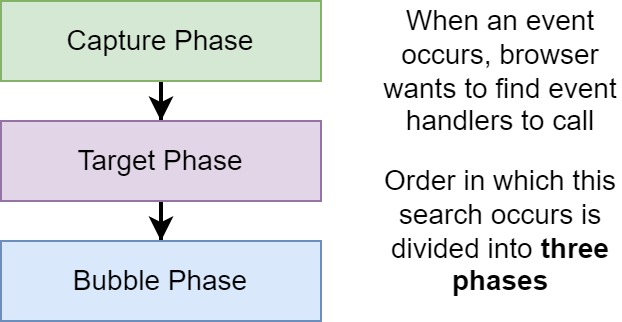 Capture Phase
Target Phase
Bubble Phase
When an event
occurs, browser
wants to find event
handlers to call
Order in which this
search occurs is
divided into three
phases